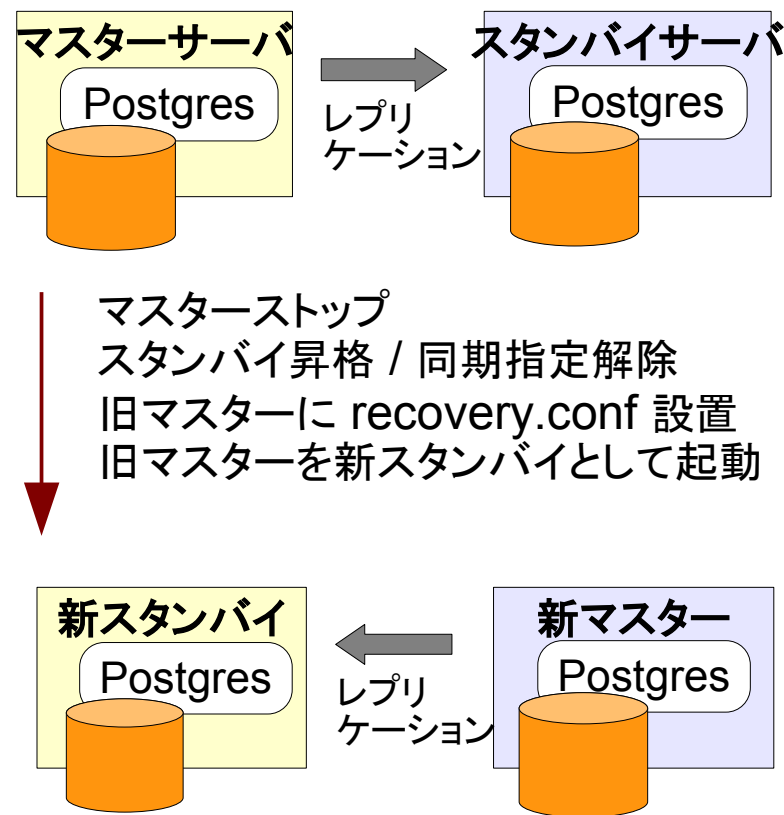 マスターサーバ
スタンバイサーバ
Postgres
Postgres
レプリ
ケーション
マスターストップ
スタンバイ昇格 / 同期指定解除
旧マスターに recovery.conf 設置
旧マスターを新スタンバイとして起動
新スタンバイ
新マスター
Postgres
Postgres
レプリ
ケーション